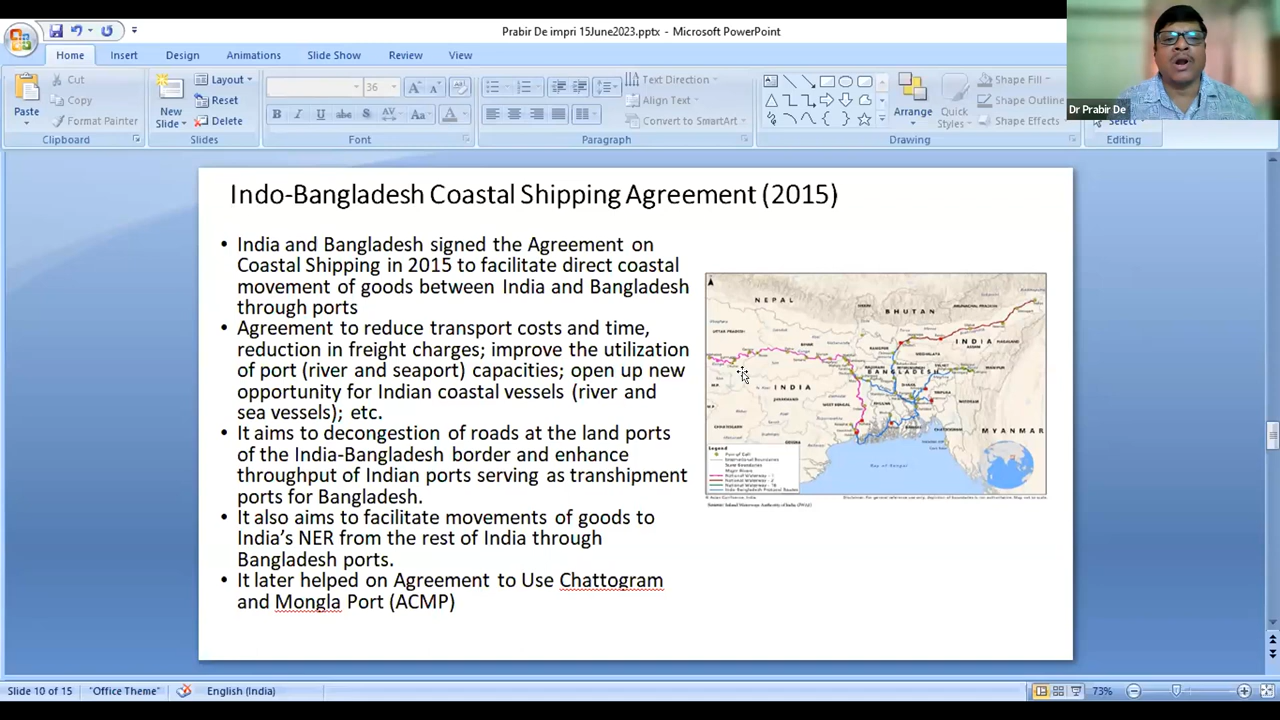 Prabir De impri 15June2023.pptx - Microsoft PowerPoint
Home Insert Design Slide Show Animations Review View
Paste
Cut
Copy
Format Painter
Clipboard
New Slide
Layout
Reset
Delete
Slides
36
B I U abc S AV Aa A
Font
Text Direction
Align Text
Convert to SmartArt
Paragraph
Arrange
Quick Styles
Shape Fill
Shape Outline
Shape Effects
Drawing
Select
Editing
Dr Prabir De
Indo-Bangladesh Coastal Shipping Agreement (2015)
• India and Bangladesh signed the Agreement on
Coastal Shipping in 2015 to facilitate direct coastal
movement of goods between India and Bangladesh
through ports
• Agreement to reduce transport costs and time,
reduction in freight charges; improve the utilization
of port (river and seaport) capacities; open up new
opportunity for Indian coastal vessels (river and
sea vessels); etc.
• It aims to decongestion of roads at the land ports
of the India-Bangladesh border and enhance
throughput of Indian ports serving as transhipment
ports for Bangladesh.
• It also aims to facilitate movements of goods to
India's NER from the rest of India through
Bangladesh ports.
• It later helped on Agreement to Use Chattogram
and Mongla Port (ACMP)
NEPAL
BHUTAN
INDIA
BANGLADESH
INDIA
MYANMAR
Bay of Bengal
Legend
Slide 10 of 15 "Office Theme" English (India) 73%